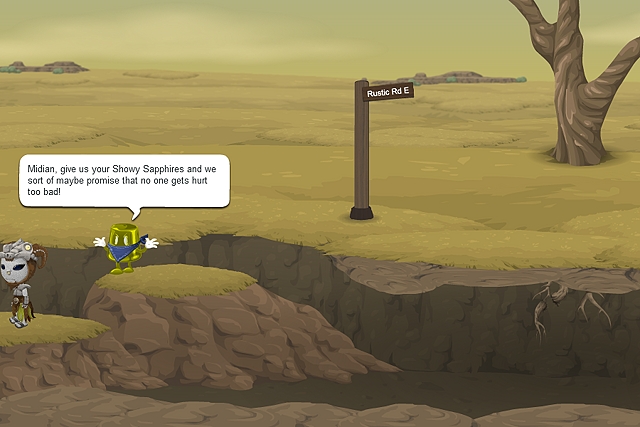 Rustic Rd E
Midian, give us your Showy Sapphires and we
sort of maybe promise that no one gets hurt
too bad!